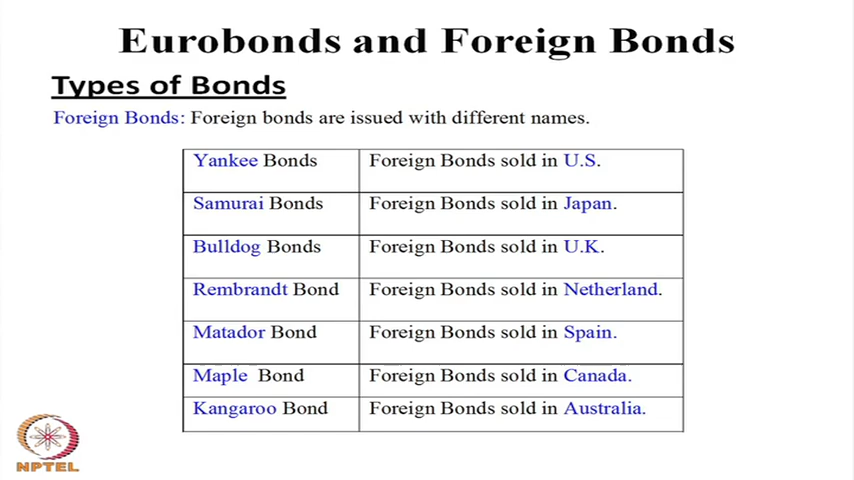 Eurobonds and Foreign Bonds
Types of Bonds
Foreign Bonds: Foreign bonds are issued with different names.
Yankee Bonds Foreign Bonds sold in U.S.
Samurai Bonds Foreign Bonds sold in Japan.
Bulldog Bonds Foreign Bonds sold in U.K.
Rembrandt Bond Foreign Bonds sold in Netherland.
Matador Bond Foreign Bonds sold in Spain.
Maple Bond Foreign Bonds sold in Canada.
Kangaroo Bond Foreign Bonds sold in Australia.
NPTEL